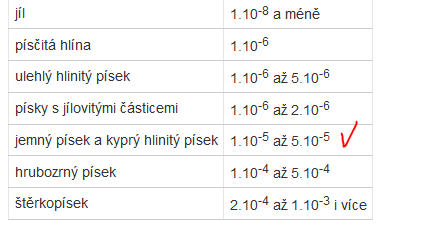 jíl 1.10-8 a méně
písčitá hlína 1.10-6
ulehlý hlinitý písek 1.10-6 až 5.10-6
písky s jílovitými částicemi 1.10-6 až 2.10-6
jemný písek a kyprý hlinitý písek 1.10-5 až 5.10-5
hrubozrný písek 1.10-4 až 5.10-4
štěrkopísek 2.10-4 až 1.10-3 i více